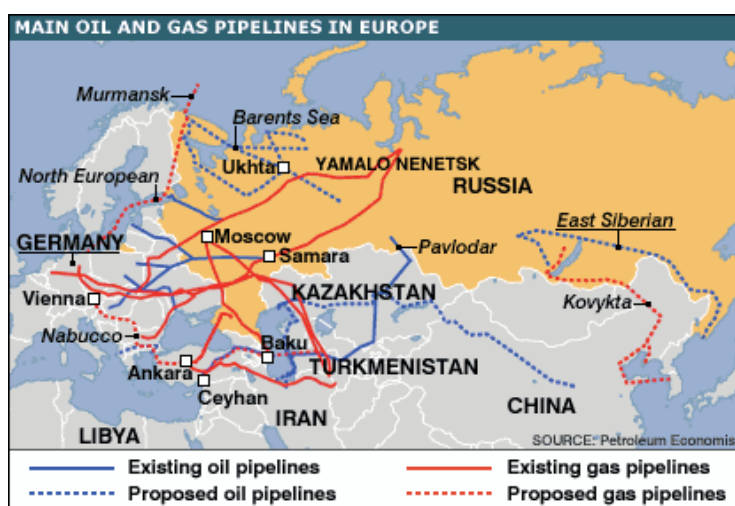 MAIN OIL AND GAS PIPELINES IN EUROPE
Murmansk
Barents Sea
Ukhta
YAMALO NENETSK
North European
RUSSIA
GERMANY
Moscow
East Siberian
Pavlodar
Samara
Vienna
KAZAKHSTAN
Kovykta
Nabucco
Baku
Ankara
TURKMENISTAN
Ceyhan
CHINA
IRAN
LIBYA
SOURCE: Petroleum Economis
Existing oil pipelines
Existing gas pipelines
Proposed oil pipelines
Proposed gas pipelines